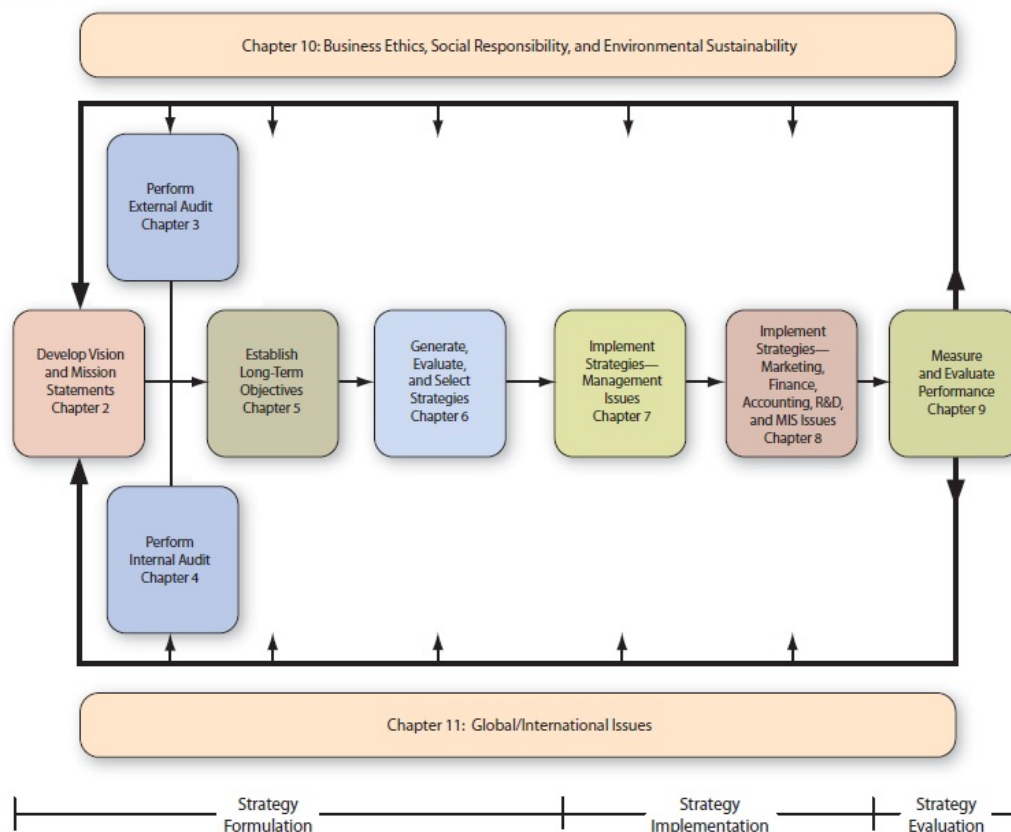 Chapter 10: Business Ethics, Social Responsibility, and Environmental Sustainability
Perform
External Audit
Chapter 3
Develop Vision
and Mission
Statements
Chapter 2
Establish
Long-Term
Objectives
Chapter 5
Generate,
Evaluate,
and Select
Strategies
Chapter 6
Implement
Strategies—
Management
Issues
Chapter 7
Implement
Strategies—
Marketing,
Finance,
Accounting, R&D,
and MIS Issues
Chapter 8
Measure
and Evaluate
Performance
Chapter 9
Perform
Internal Audit
Chapter 4
Chapter 11: Global/International Issues
Strategy
Formulation
Strategy
Implementation
Strategy
Evaluation